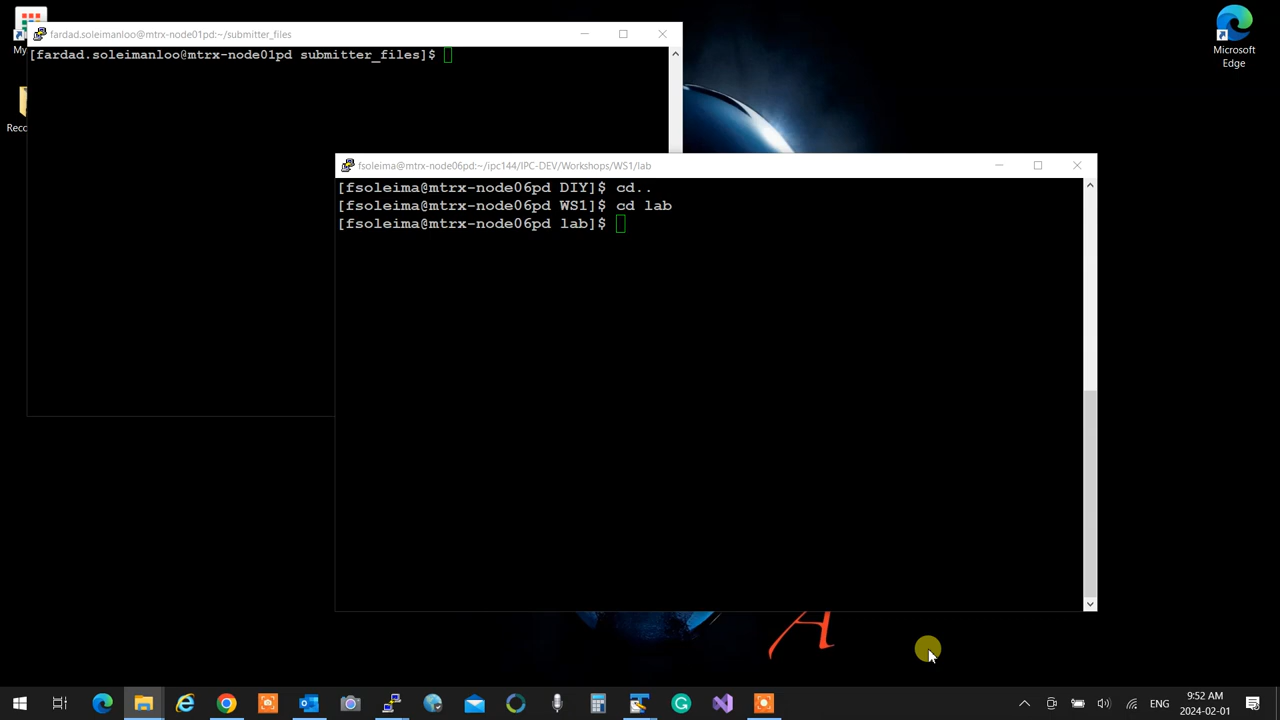 My
fardad.soleimanloo@mtrx-node01pd:~/submitter_files
[fardad.soleimanloo@mtrx-node01pd submitter_files]$
Microsoft
Edge
Reco
fsoleima@mtrx-node06pd:~/ipc144/IPC-DEV/Workshops/WS1/lab
[fsoleima@mtrx-node06pd DIY]$ cd..
[fsoleima@mtrx-node06pd WS1]$ cd lab
[fsoleima@mtrx-node06pd lab]$
A
ENG
9:52 AM
2024-02-01